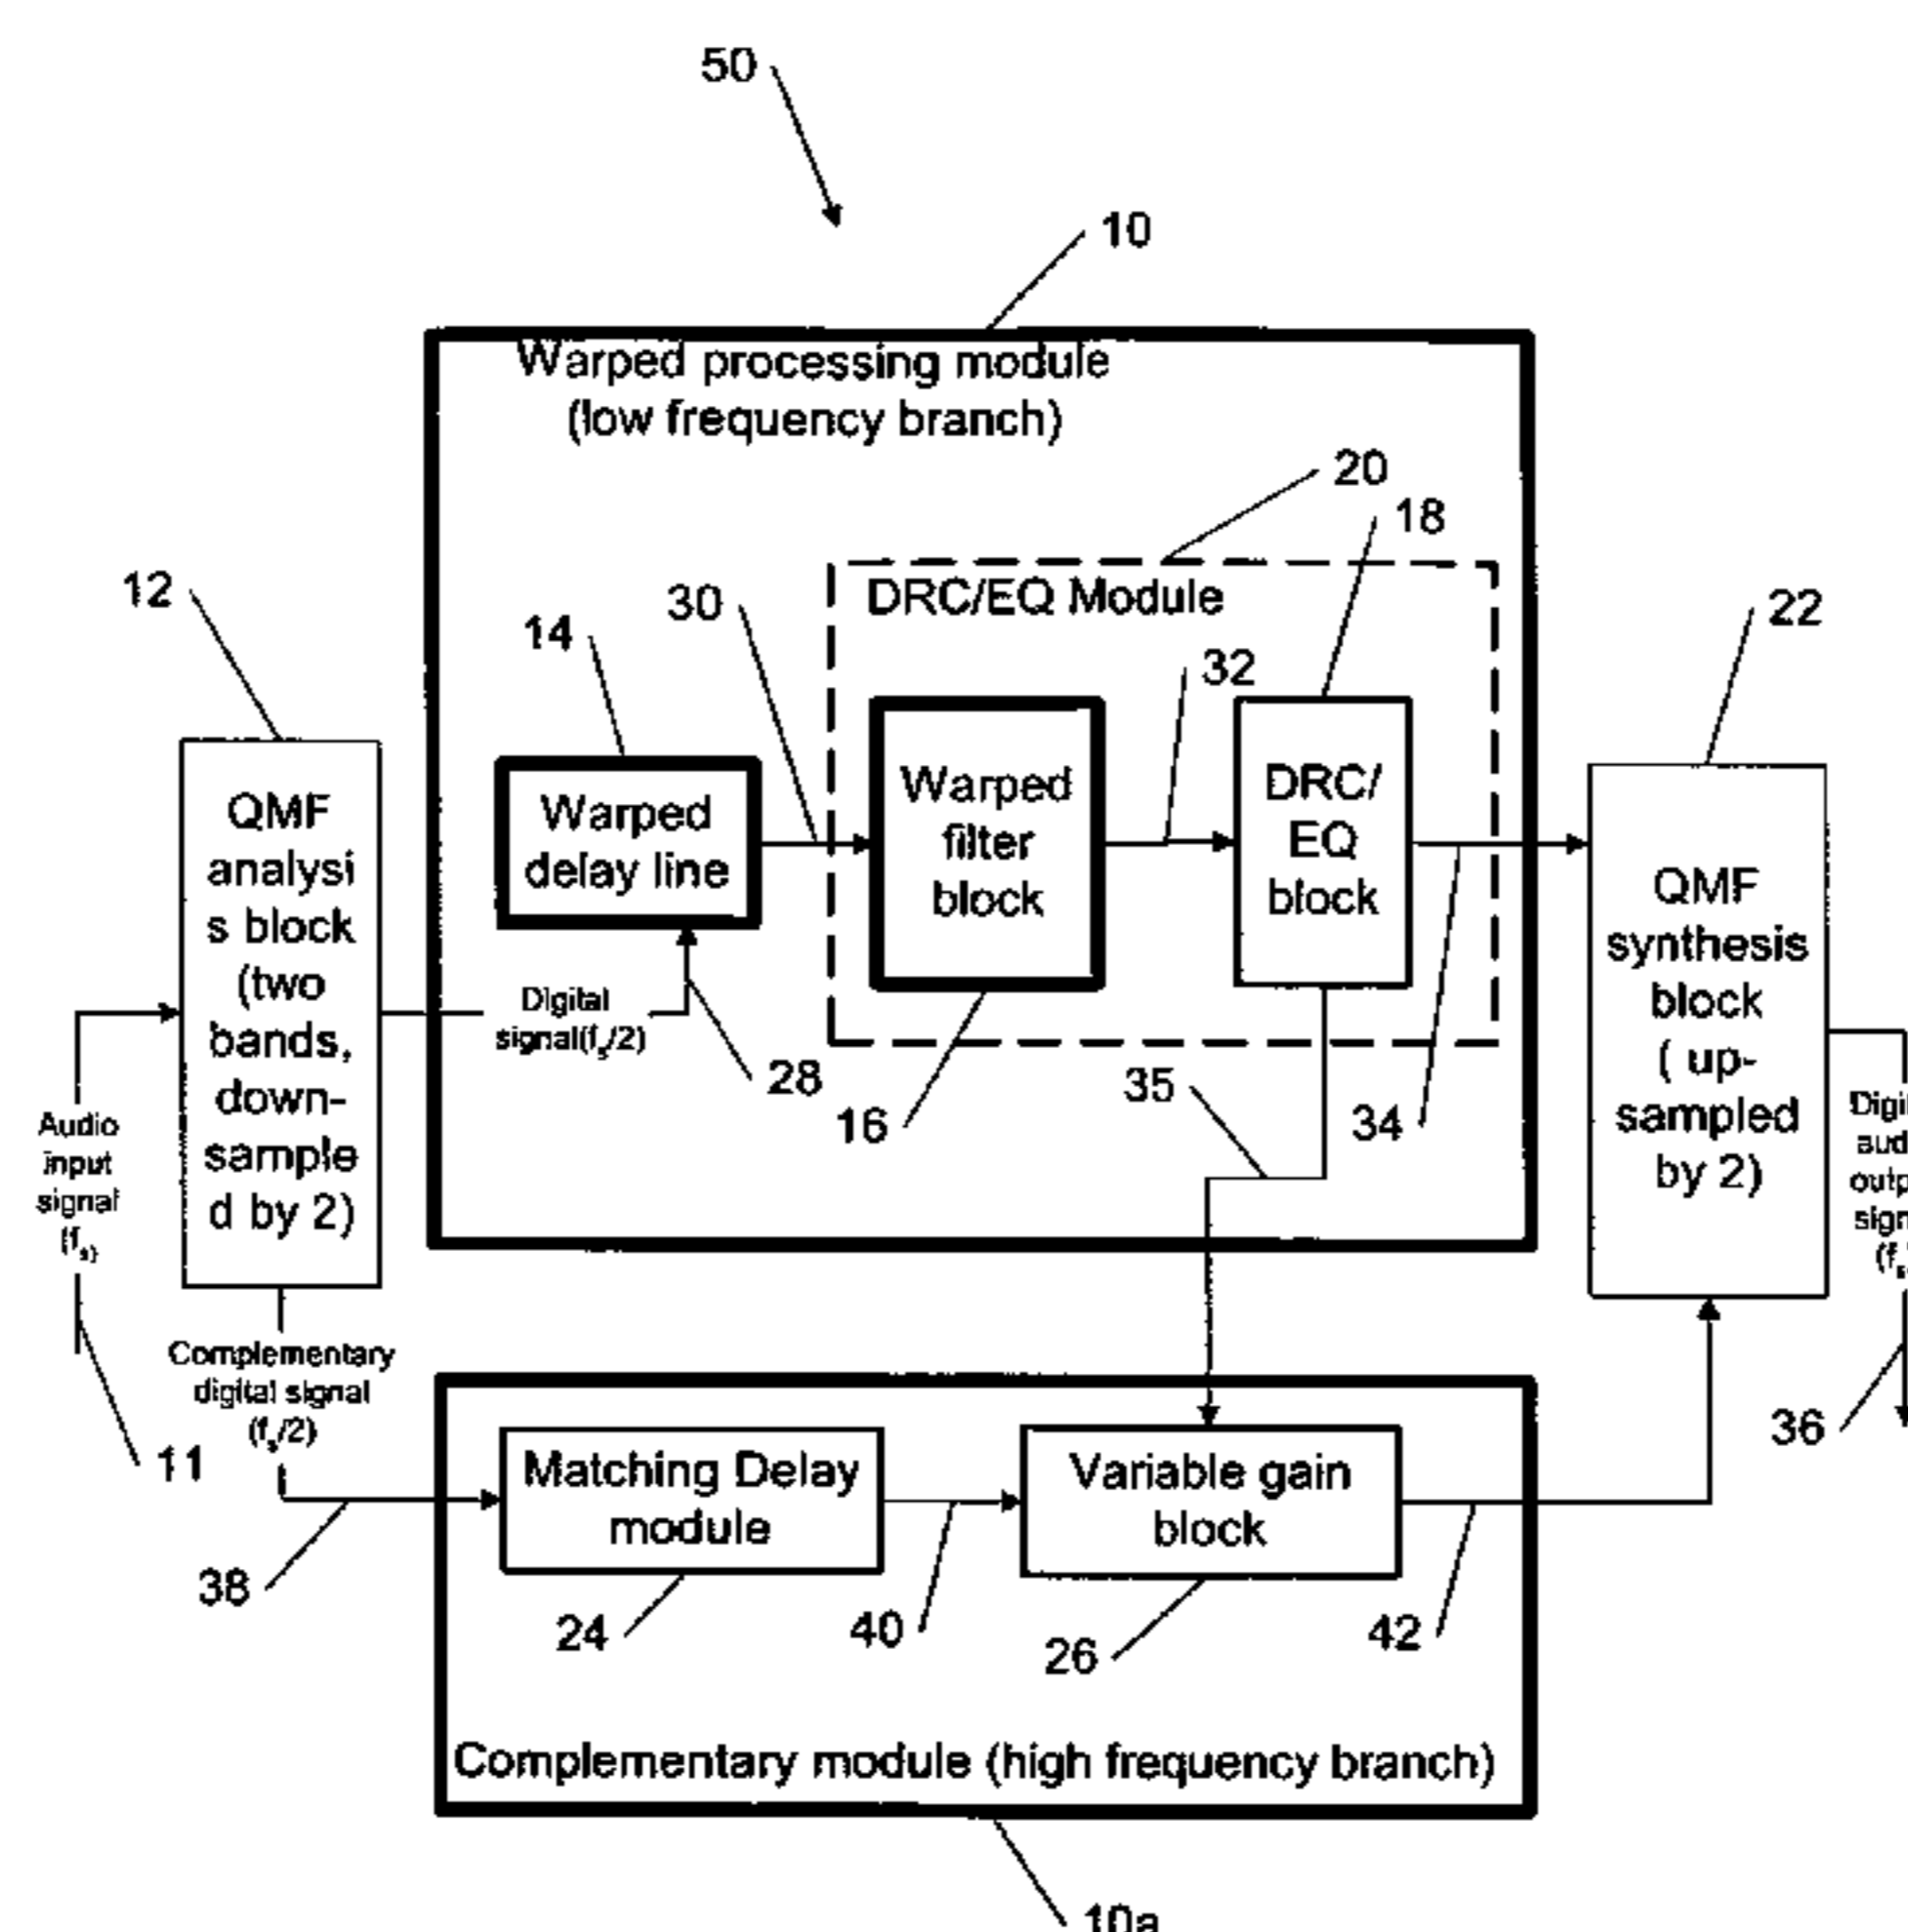 50
10
Warped processing module
(low frequency branch)
20
18
12
DRC/EQ Module
30
14
22
32
QMF
analysi
s block
(two
bands,
down-
sample
d by 2)
Warped
delay line
Warped
filter
block
DRC/
EQ
block
QMF
synthesis
block
( up-
sampled
by 2)
Digital
signal(fs/2)
28
16
35
34
Audio
input
signal
(fs)
Complementary
digital signal
(fs/2)
11
36
Matching Delay
module
Variable gain
block
38
24
40
26
42
Complementary module (high frequency branch)
10a